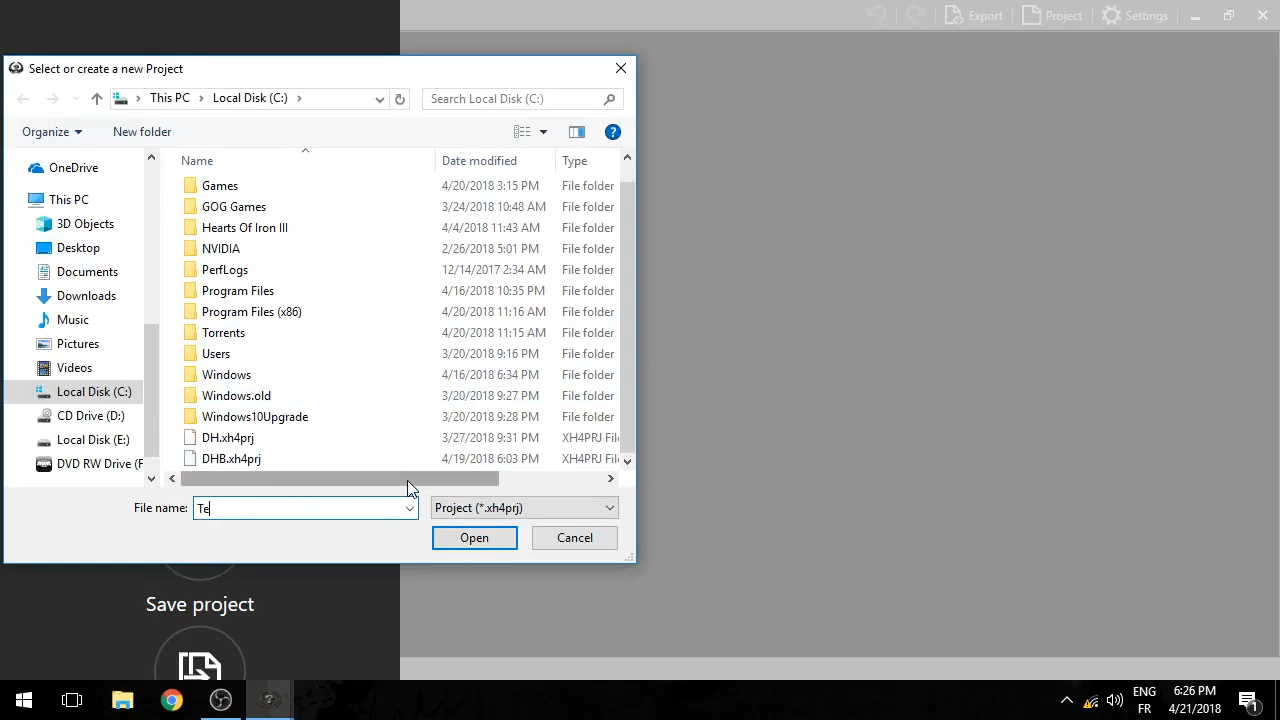 Export
Project
Settings
Select or create a new Project
This PC
Local Disk (C:)
Search Local Disk (C:)
Organize
New folder
Name
Date modified
Type
OneDrive
This PC
3D Objects
Desktop
Documents
Downloads
Music
Pictures
Videos
Local Disk (C:)
CD Drive (D:)
Local Disk (E:)
DVD RW Drive (F
Games 4/20/2018 3:15 PM File folder
GOG Games 3/24/2018 10:48 AM File folder
Hearts Of Iron III 4/4/2018 11:43 AM File folder
NVIDIA 2/26/2018 5:01 PM File folder
PerfLogs 12/14/2017 2:34 AM File folder
Program Files 4/16/2018 10:35 PM File folder
Program Files (x86) 4/20/2018 11:16 AM File folder
Torrents 4/20/2018 11:15 AM File folder
Users 3/20/2018 9:16 PM File folder
Windows 4/16/2018 6:34 PM File folder
Windows.old 3/20/2018 9:27 PM File folder
Windows10Upgrade 3/20/2018 9:28 PM File folder
DH.xh4prj 3/27/2018 9:31 PM XH4PRJ Fil
DHB.xh4prj 4/19/2018 6:03 PM XH4PRJ Fil
File name: Te
Project (*.xh4prj)
Open
Cancel
Save project
ENG
FR
6:26 PM
4/21/2018
1